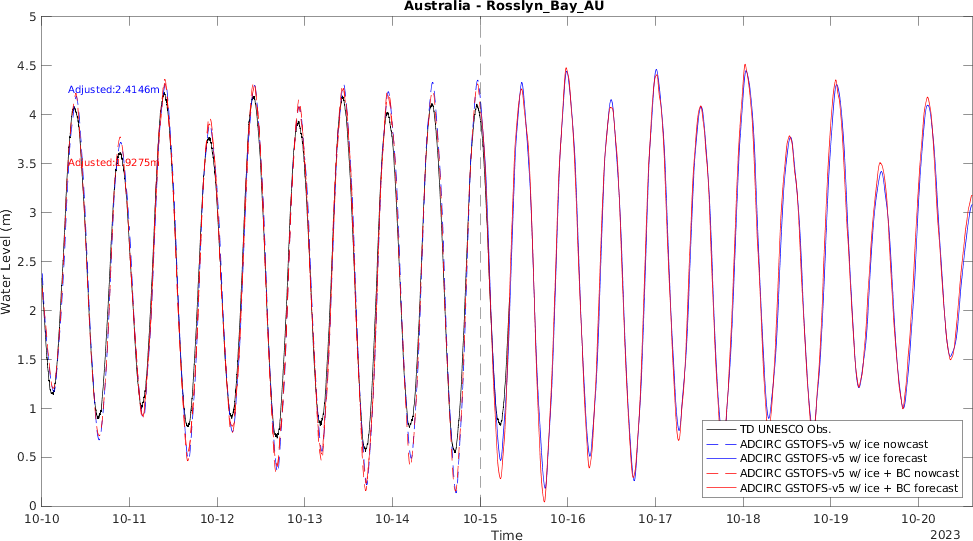 Australia - Rosslyn_Bay_AU
5
4.5
4
3.5
3
2.5
2
1.5
1
0.5
0
Water Level (m)
Adjusted:2.4146m
Adjusted:1.9275m
TD UNESCO Obs.
ADCIRC GSTOFS-v5 w/ ice nowcast
ADCIRC GSTOFS-v5 w/ ice forecast
ADCIRC GSTOFS-v5 w/ ice + BC nowcast
ADCIRC GSTOFS-v5 w/ ice + BC forecast
10-10 10-11 10-12 10-13 10-14 10-15 10-16 10-17 10-18 10-19 10-20
Time
2023